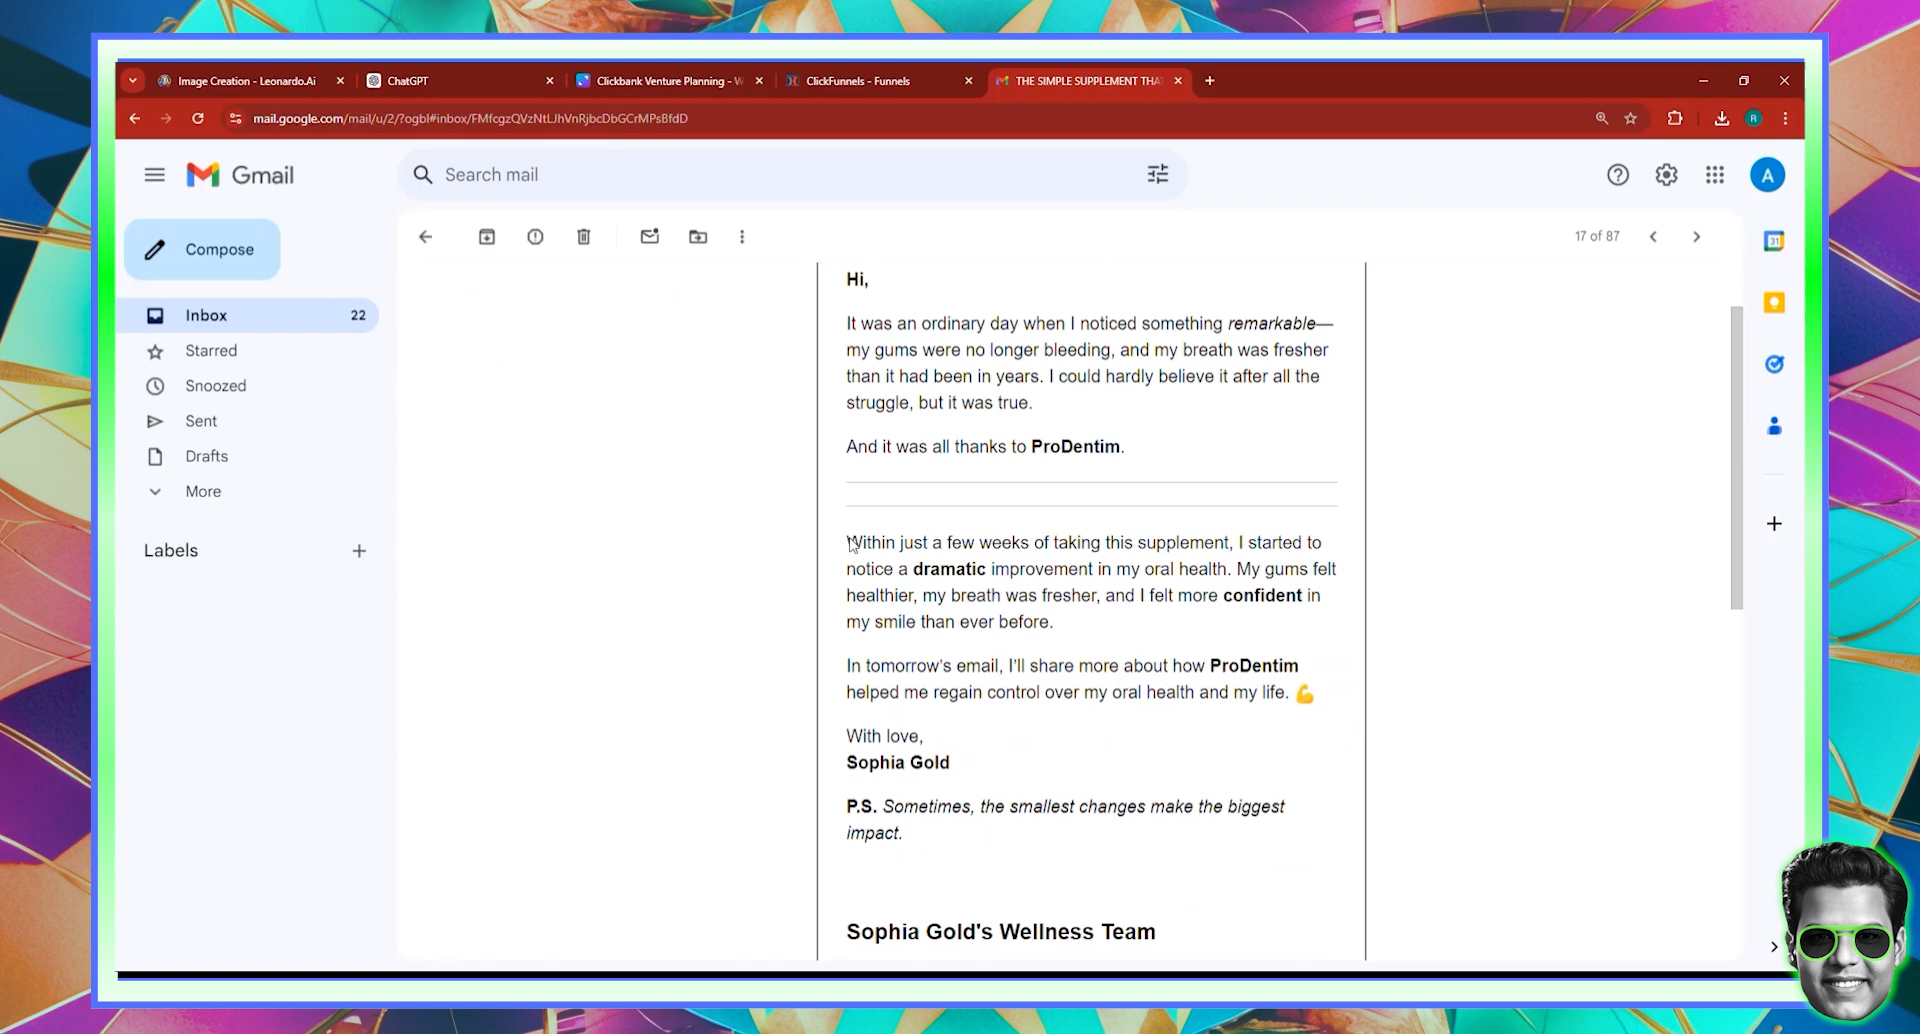 Image Creation - Leonardo.Ai
ChatGPT
Clickbank Venture Planning - W
ClickFunnels - Funnels
THE SIMPLE SUPPLEMENT THA
mail.google.com/mail/u/2/?ogbl#inbox/FMfcgzQVzNtLJhVnRjbcDbGCrMPsBfdD
R
Gmail
Search mail
A
Compose
17 of 87
31
Inbox 22
Starred
Snoozed
Sent
Drafts
More
Labels
Hi,
It was an ordinary day when I noticed something remarkable—
my gums were no longer bleeding, and my breath was fresher
than it had been in years. I could hardly believe it after all the
struggle, but it was true.
And it was all thanks to ProDentim.
Within just a few weeks of taking this supplement, I started to
notice a dramatic improvement in my oral health. My gums felt
healthier, my breath was fresher, and I felt more confident in
my smile than ever before.
In tomorrow's email, I'll share more about how ProDentim
helped me regain control over my oral health and my life. 💪
With love,
Sophia Gold
P.S. Sometimes, the smallest changes make the biggest
impact.
Sophia Gold's Wellness Team